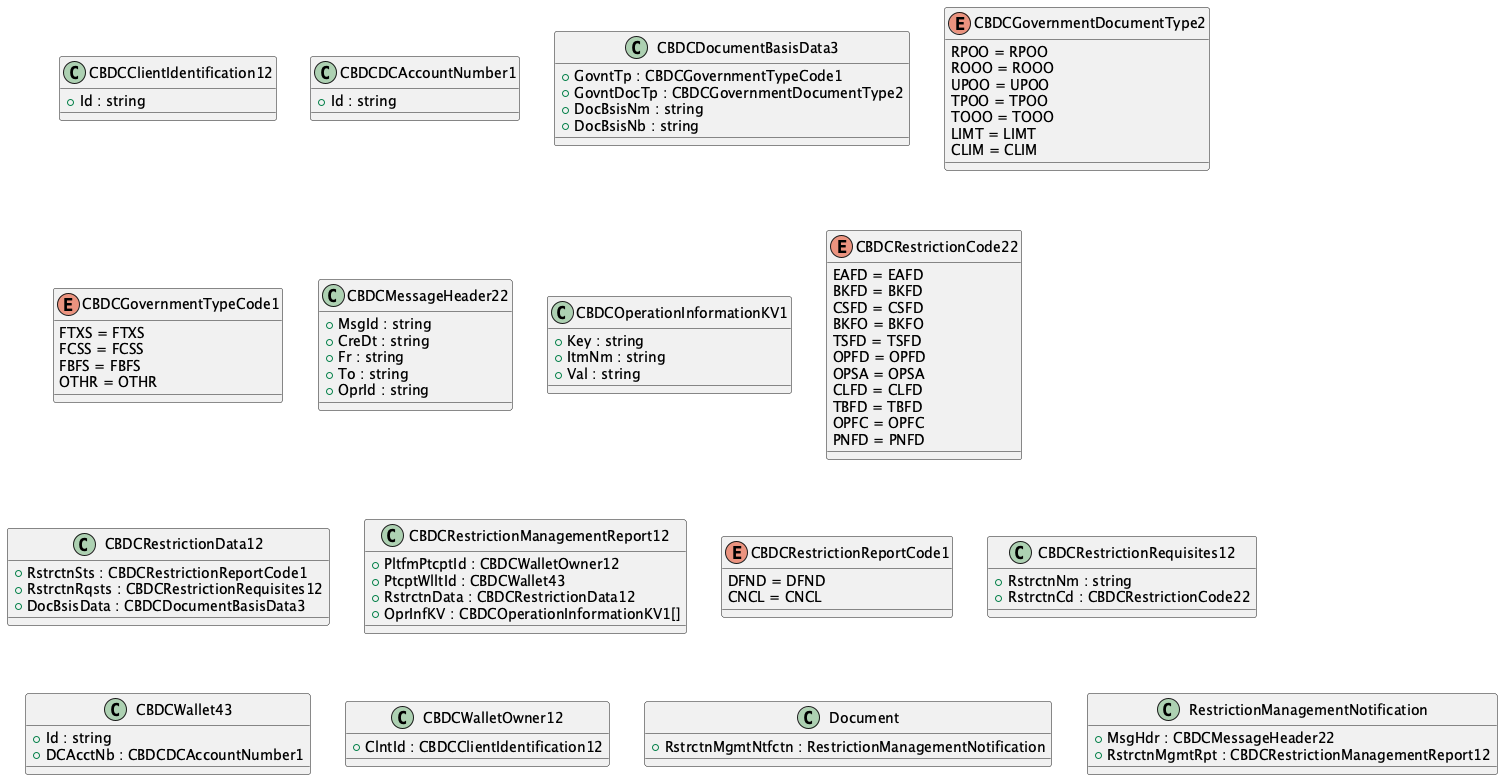 C CBDCClientIdentification12
Id : string
C CBDCDCAccountNumber1
Id : string
C CBDCDocumentBasisData3
GovntTp : CBDCGovernmentTypeCode1
GovntDocTp : CBDCGovernmentDocumentType2
DocBsisNm : string
DocBsisNb : string
E CBDCGovernmentDocumentType2
RPOO = RPOO
ROOO = ROOO
UPOO = UPOO
TPOO = TPOO
TOOO = TOOO
LIMT = LIMT
CLIM = CLIM
E CBDCGovernmentTypeCode1
FTXS = FTXS
FCSS = FCSS
FBFS = FBFS
OTHR = OTHR
C CBDCMessageHeader22
MsgId : string
CreDt : string
Fr : string
To : string
OprId : string
C CBDCOperationInformationKV1
Key : string
ItmNm : string
Val : string
E CBDCRestrictionCode22
EAFD = EAFD
BKFD = BKFD
CSFD = CSFD
BKFO = BKFO
TSFD = TSFD
OPFD = OPFD
OPSA = OPSA
CLFD = CLFD
TBFD = TBFD
OPFC = OPFC
PNFD = PNFD
C CBDCRestrictionData12
RstrctnSts : CBDCRestrictionReportCode1
RstrctnRqsts : CBDCRestrictionRequisites12
DocBsisData : CBDCDocumentBasisData3
C CBDCRestrictionManagementReport12
PltfmPtcptId : CBDCWalletOwner12
PtcptWlltId : CBDCWallet43
RstrctnData : CBDCRestrictionData12
OprInfKV : CBDCOperationInformationKV1[]
E CBDCRestrictionReportCode1
DFND = DFND
CNCL = CNCL
C CBDCRestrictionRequisites12
RstrctnNm : string
RstrctnCd : CBDCRestrictionCode22
C CBDCWallet43
Id : string
DCAcctNb : CBDCDCAccountNumber1
C CBDCWalletOwner12
ClntId : CBDCClientIdentification12
C Document
RstrctnMgmtNtfctn : RestrictionManagementNotification
C RestrictionManagementNotification
MsgHdr : CBDCMessageHeader22
RstrctnMgmtRpt : CBDCRestrictionManagementReport12